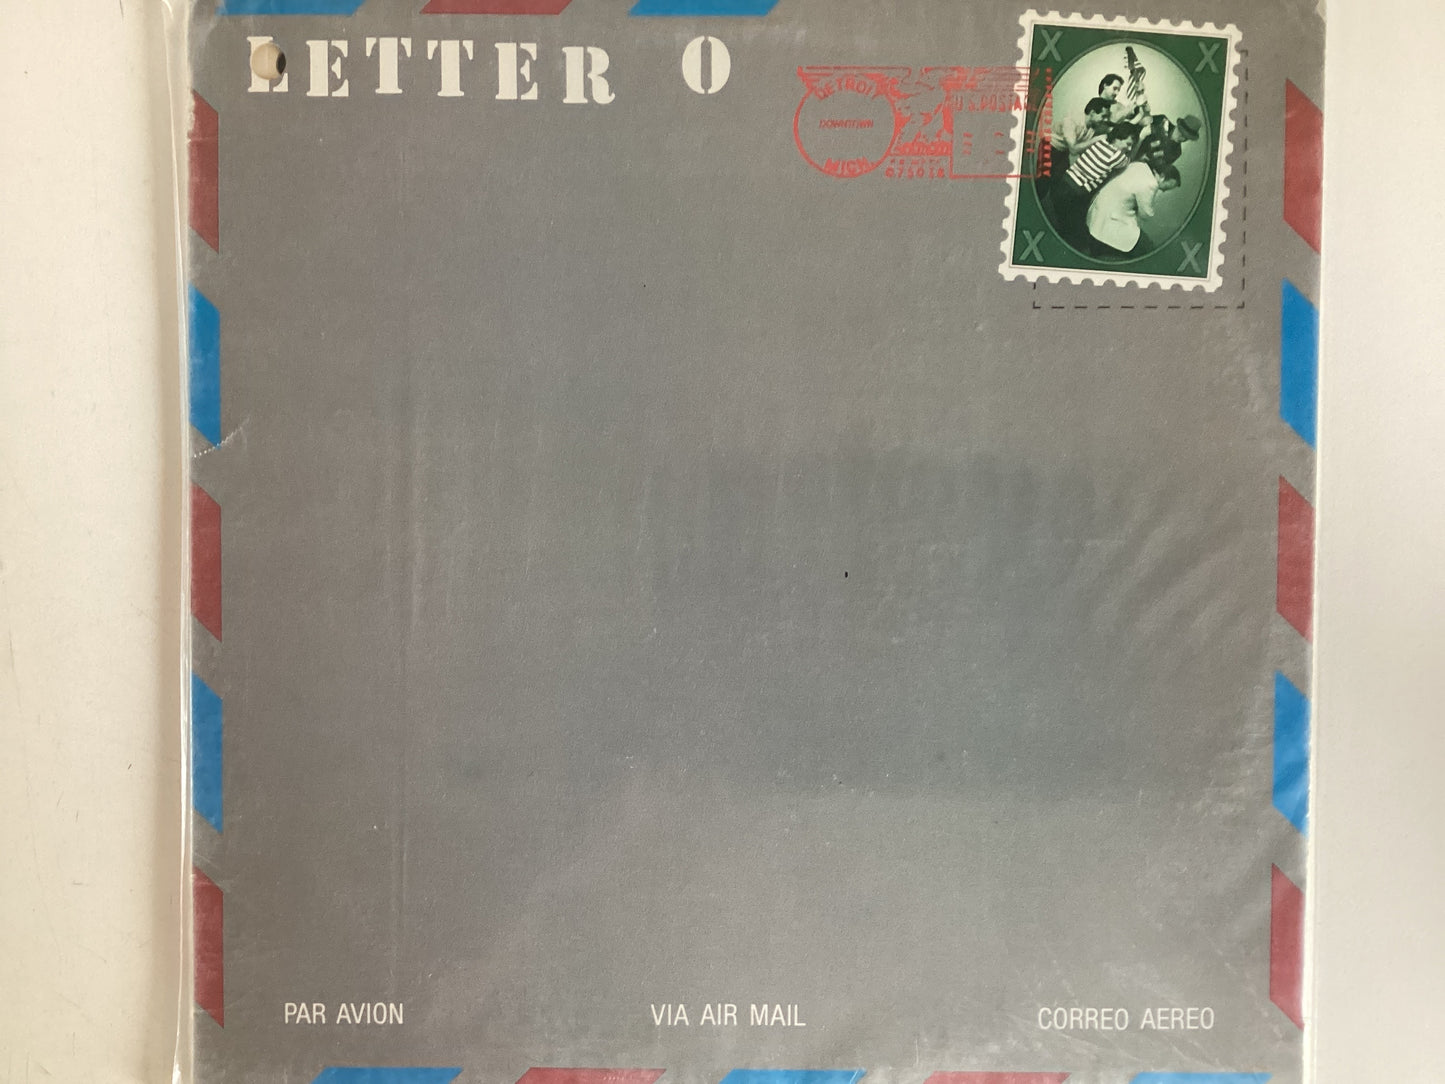 LETTER O
DETROIT
DOWNTOWN
MICH.
U.S. POSTAGE
PAR AVION
VIA AIR MAIL
CORREO AEREO
X X
X X